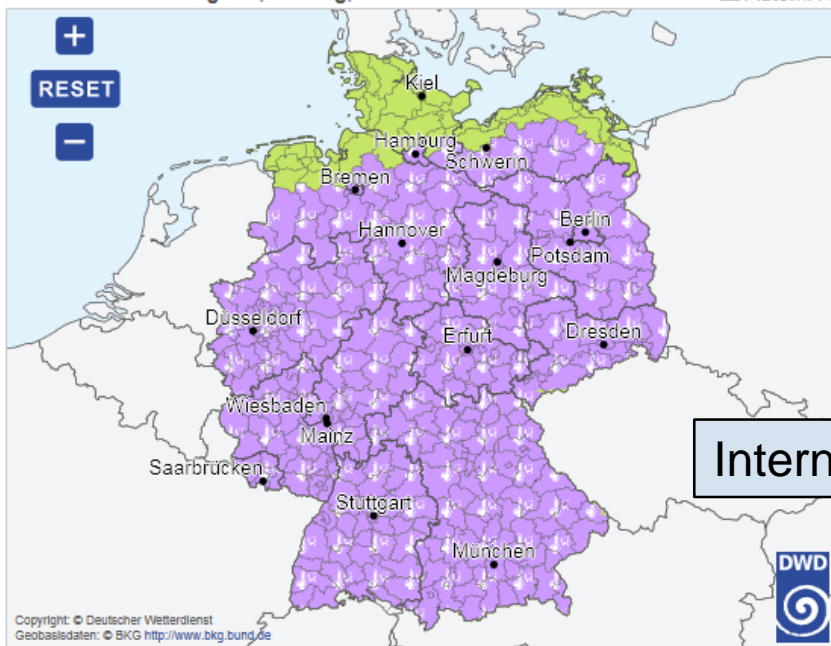 +
RESET
−
Kiel
Hamburg
Schwerin
Bremen
Berlin
Hannover
Potsdam
Magdeburg
Düsseldorf
Erfurt
Dresden
Wiesbaden
Mainz
Saarbrücken
Intern
Stuttgart
München
DWD
Copyright: © Deutscher Wetterdienst
Geobasisdaten: © BKG http://www.bkg.bund.de